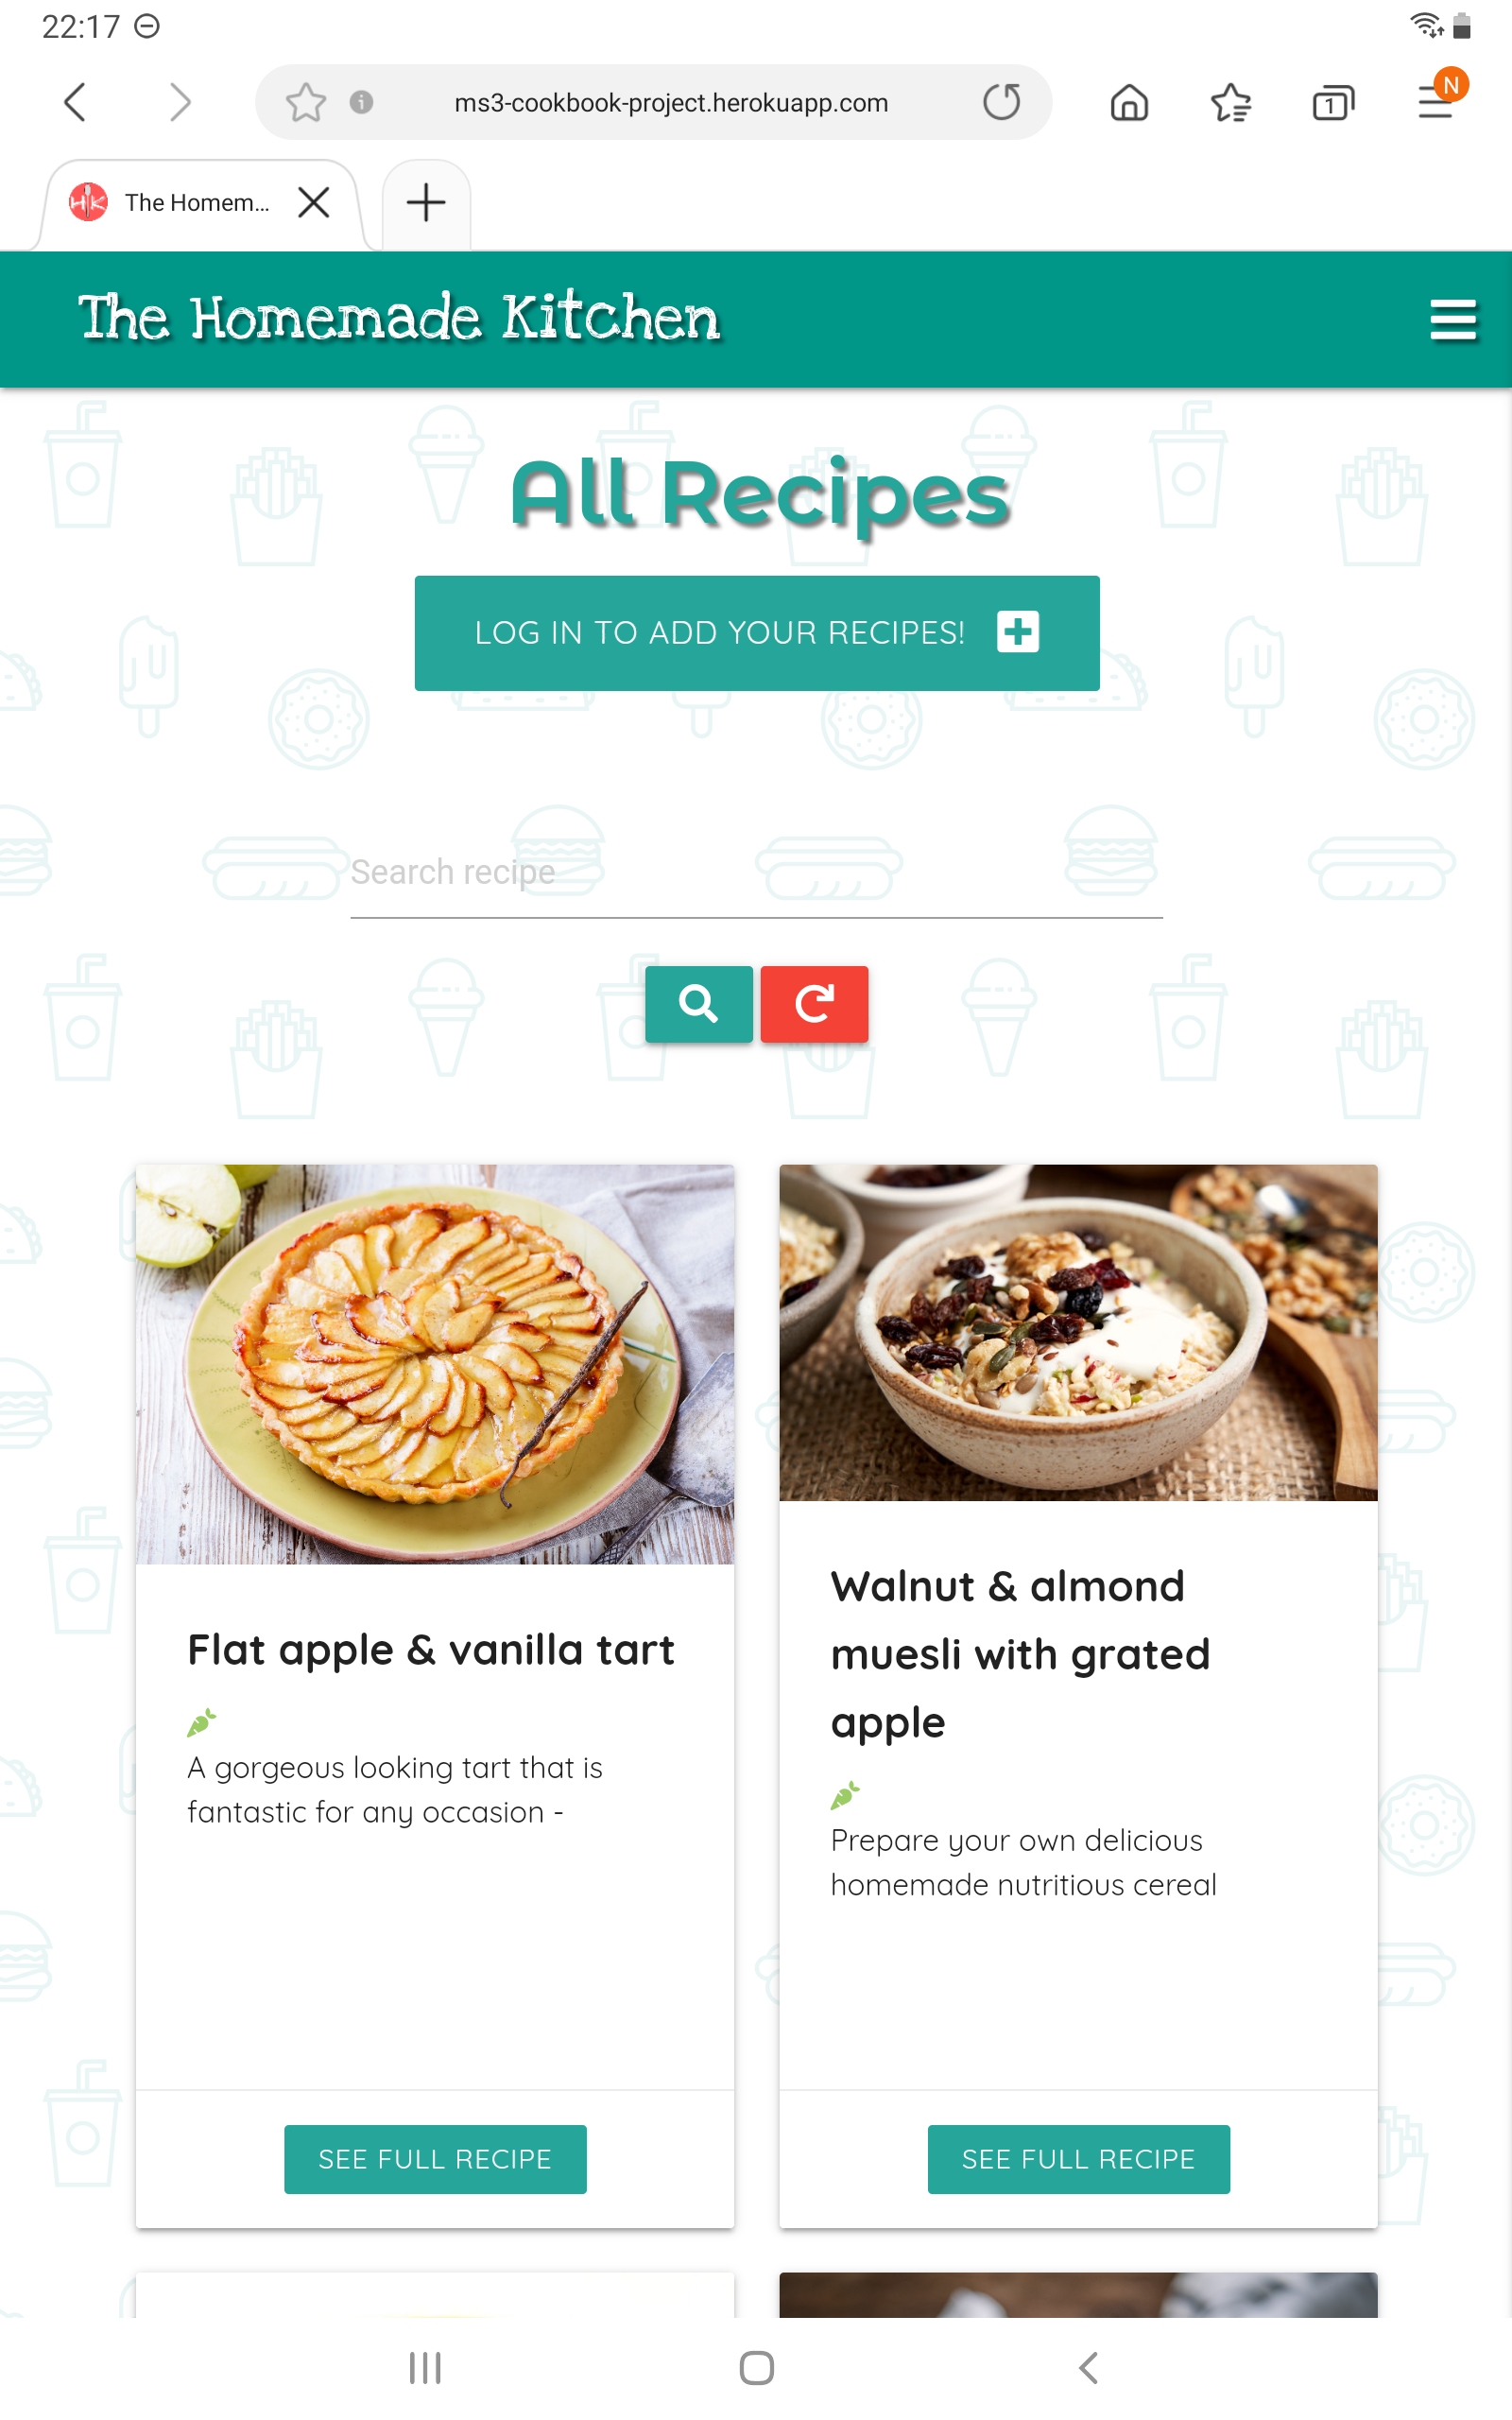 22:17
ms3-cookbook-project.herokuapp.com
1
N
HK
The Homem...
The Homemade Kitchen
All Recipes
LOG IN TO ADD YOUR RECIPES!
Search recipe
Flat apple & vanilla tart
A gorgeous looking tart that is
fantastic for any occasion -
SEE FULL RECIPE
Walnut & almond
muesli with grated
apple
Prepare your own delicious
homemade nutritious cereal
SEE FULL RECIPE